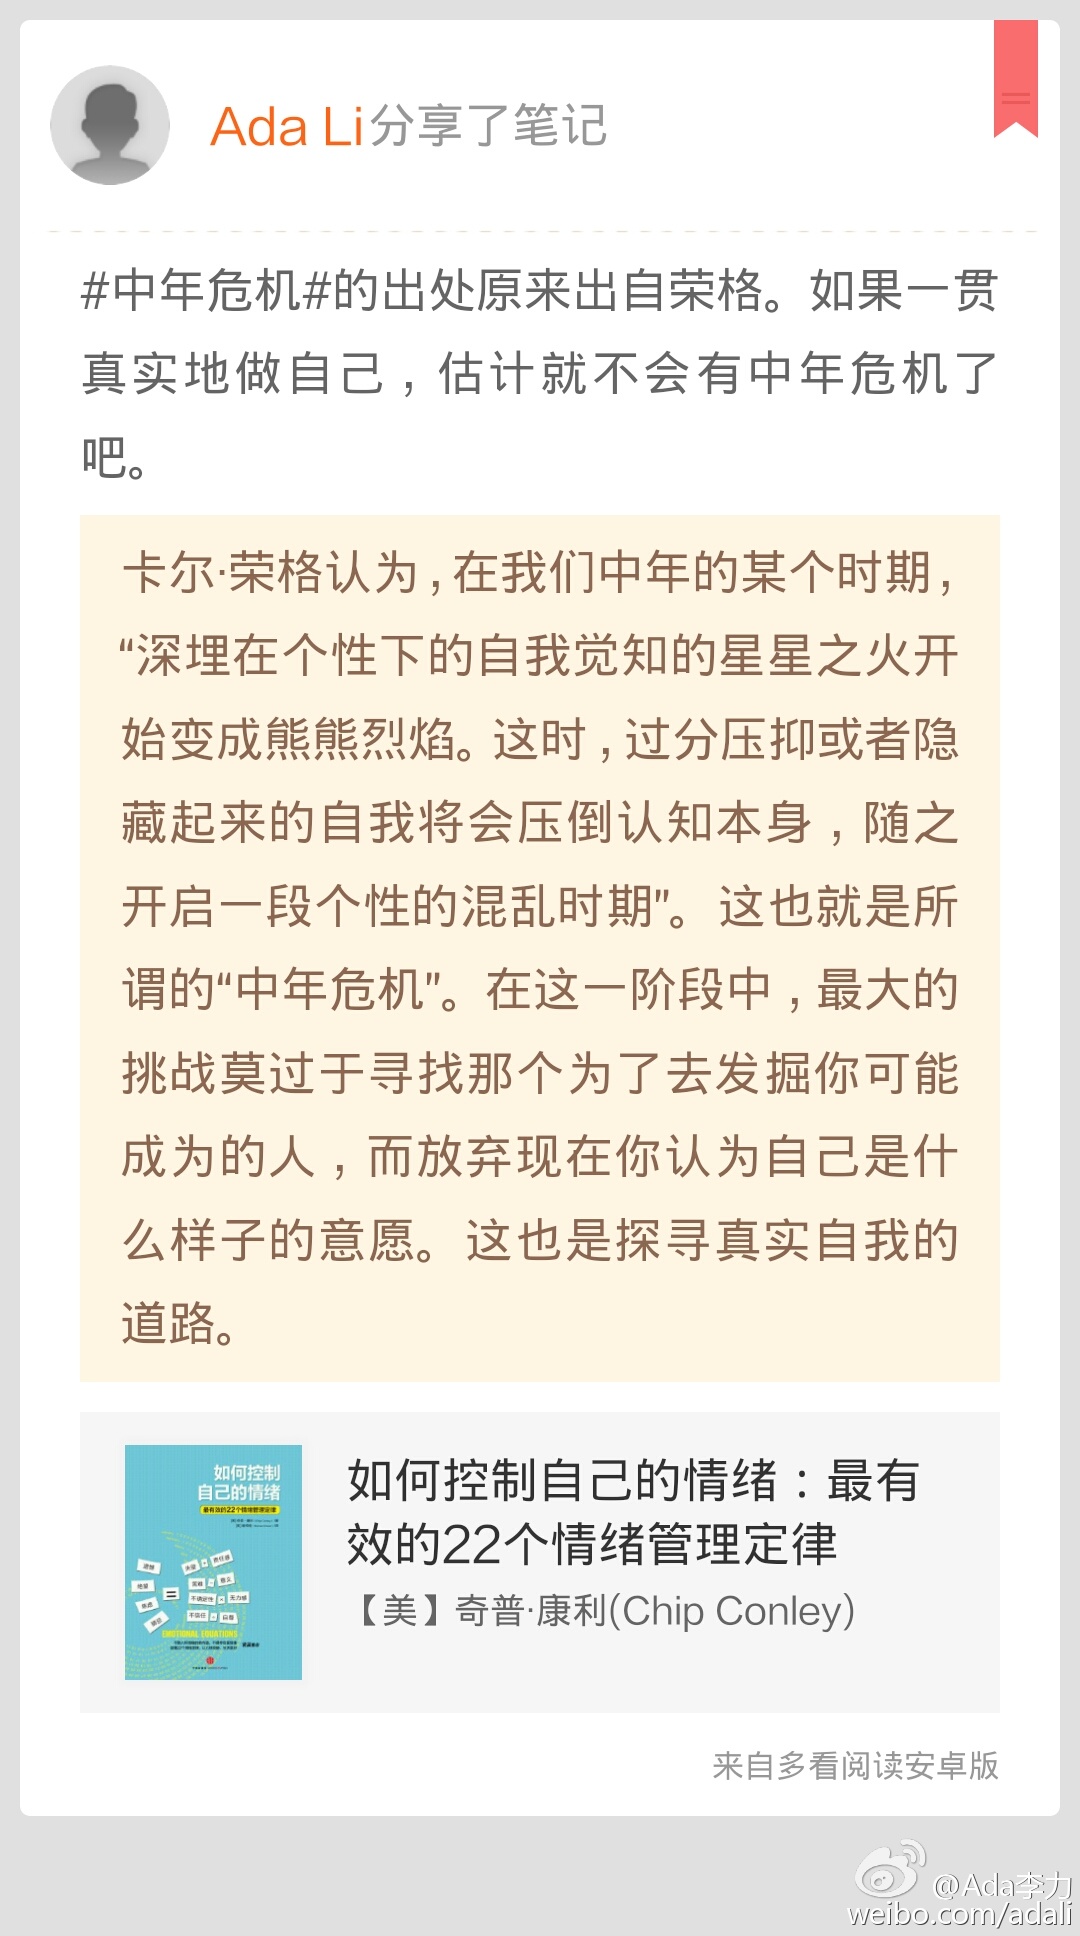 Ada Li分享了笔记
#中年危机#的出处原来出自荣格。如果一贯
真实地做自己，估计就不会有中年危机了
吧。
卡尔·荣格认为，在我们中年的某个时期，
“深埋在个性下的自我觉知的星星之火开
始变成熊熊烈焰。这时，过分压抑或者隐
藏起来的自我将会压倒认知本身，随之
开启一段个性的混乱时期”。这也就是所
谓的“中年危机”。在这一阶段中，最大的
挑战莫过于寻找那个为了去发掘你可能
成为的人，而放弃现在你认为自己是什
么样子的意愿。这也是探寻真实自我的
道路。
如何控制
自己的情绪
最有效的22个情绪管理定律
EMOTIONAL EQUATIONS
如何控制自己的情绪：最有
效的22个情绪管理定律
【美】奇普·康利(Chip Conley)
来自多看阅读安卓版
@Ada李力
weibo.com/adali